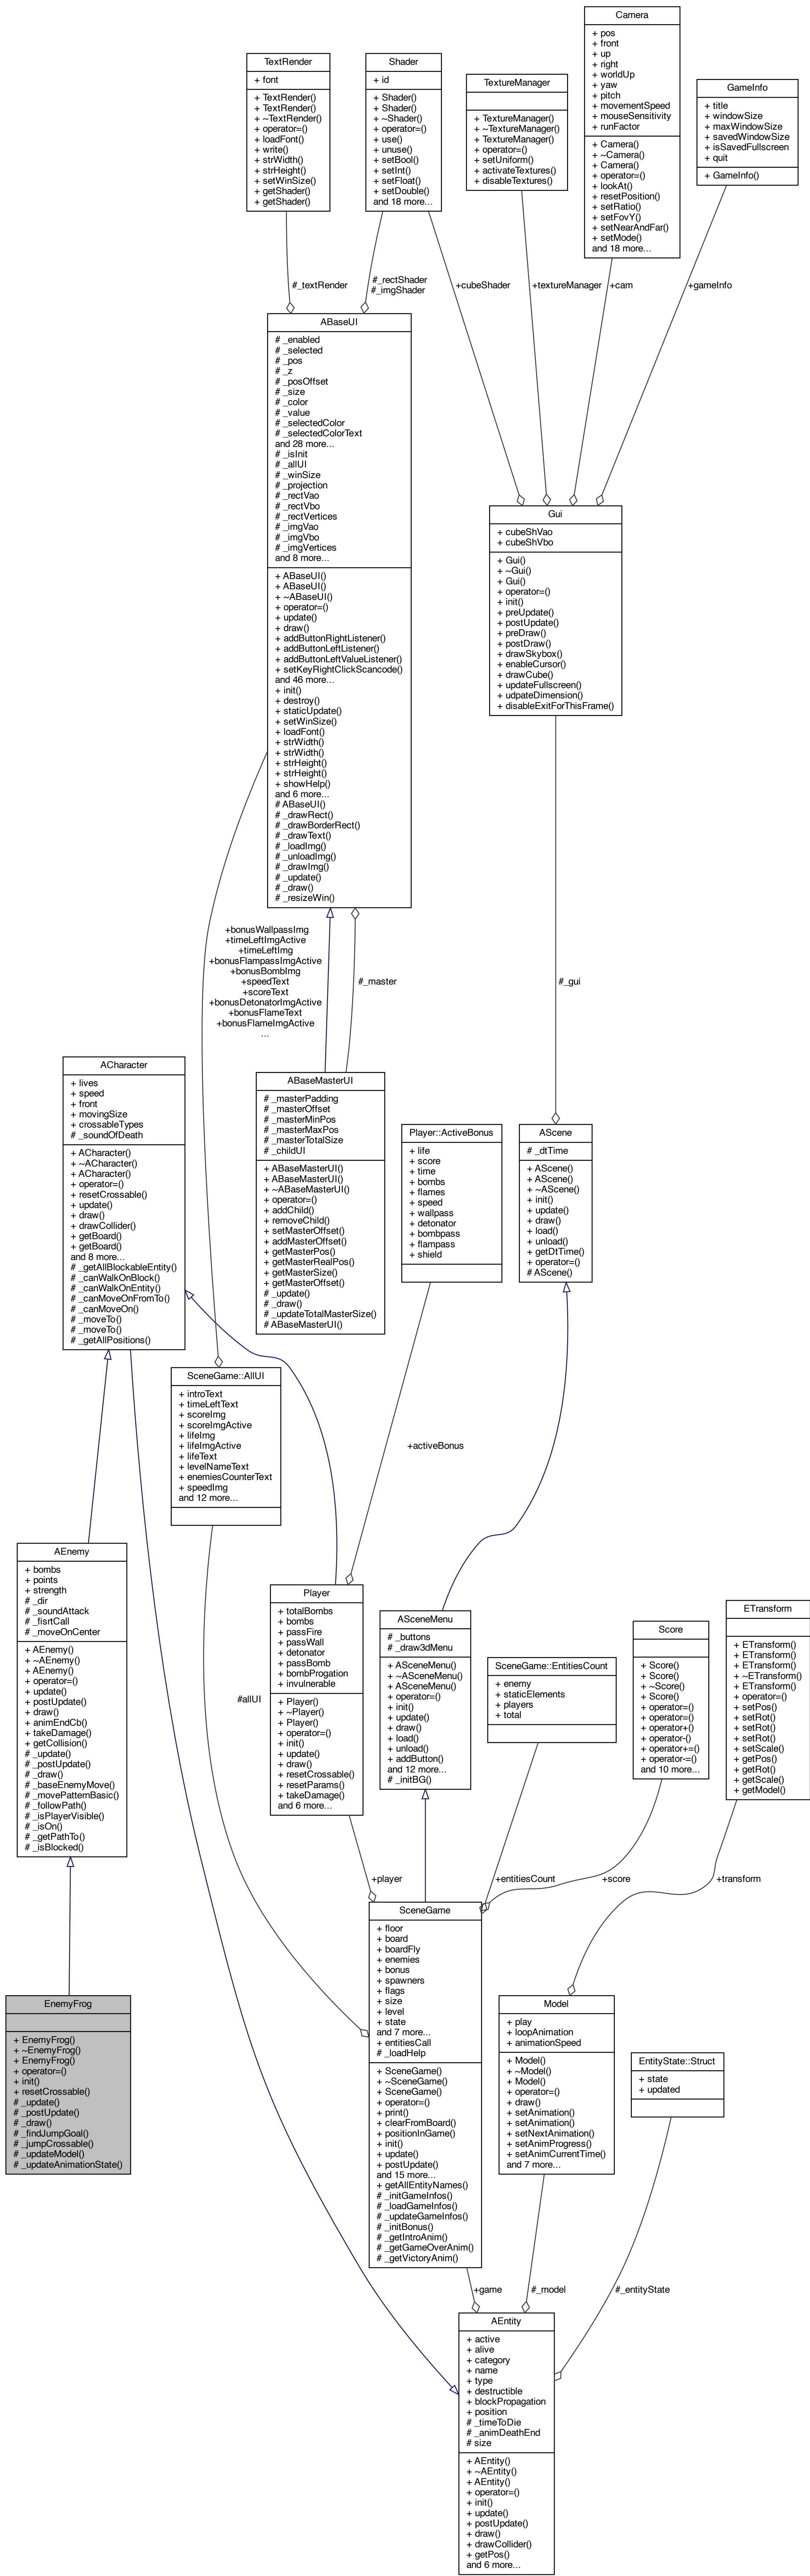 TextRender
+ font
+ TextRender()
+ TextRender()
+ ~TextRender()
+ operator=()
+ loadFont()
+ write()
+ strWidth()
+ strHeight()
+ setWinSize()
+ getShader()
+ getShader()
Shader
+ id
+ Shader()
+ Shader()
+ ~Shader()
+ operator=()
+ use()
+ unuse()
+ setBool()
+ setInt()
+ setFloat()
+ setDouble()
and 18 more...
TextureManager
+ TextureManager()
+ ~TextureManager()
+ TextureManager()
+ operator=()
+ setUniform()
+ activateTextures()
+ disableTextures()
Camera
+ pos
+ front
+ up
+ right
+ worldUp
+ yaw
+ pitch
+ movementSpeed
+ mouseSensitivity
+ runFactor
+ Camera()
+ ~Camera()
+ Camera()
+ operator=()
+ lookAt()
+ resetPosition()
+ setRatio()
+ setFovY()
+ setNearAndFar()
+ setMode()
and 18 more...
GameInfo
+ title
+ windowSize
+ maxWindowSize
+ savedWindowSize
+ isSavedFullscreen
+ quit
+ GameInfo()
#_textRender
#_rectShader
#_imgShader
+cubeShader
+textureManager
+cam
+gameInfo
ABaseUI
# _enabled
# _selected
# _pos
# _z
# _posOffset
# _size
# _color
# _value
# _selectedColor
# _selectedColorText
and 28 more...
# _isInit
# _allUI
# _winSize
# _projection
# _rectVao
# _rectVbo
# _rectVertices
# _imgVao
# _imgVbo
# _imgVertices
and 8 more...
+ ABaseUI()
+ ABaseUI()
+ ~ABaseUI()
+ operator=()
+ update()
+ draw()
+ addButtonRightListener()
+ addButtonLeftListener()
+ addButtonLeftValueListener()
+ setKeyRightClickScancode()
and 46 more...
+ init()
+ destroy()
+ staticUpdate()
+ setWinSize()
+ loadFont()
+ strWidth()
+ strWidth()
+ strHeight()
+ strHeight()
+ showHelp()
and 6 more...
# ABaseUI()
# _drawRect()
# _drawBorderRect()
# _drawText()
# _loadImg()
# _unloadImg()
# _drawImg()
# _update()
# _draw()
# _resizeWin()
Gui
+ cubeShVao
+ cubeShVbo
+ Gui()
+ ~Gui()
+ Gui()
+ operator=()
+ init()
+ preUpdate()
+ postUpdate()
+ preDraw()
+ postDraw()
+ drawSkybox()
+ enableCursor()
+ drawCube()
+ updateFullscreen()
+ udpateDimension()
+ disableExitForThisFrame()
+bonusWallpassImg
+timeLeftImgActive
+timeLeftImg
+bonusFlampassImgActive
+bonusBombImg
+speedText
+scoreText
+bonusDetonatorImgActive
+bonusFlameText
+bonusFlameImgActive
...
#_master
#_gui
ACharacter
+ lives
+ speed
+ front
+ movingSize
+ crossableTypes
# _soundOfDeath
+ ACharacter()
+ ~ACharacter()
+ ACharacter()
+ operator=()
+ resetCrossable()
+ update()
+ draw()
+ drawCollider()
+ getBoard()
+ getBoard()
and 8 more...
# _getAllBlockableEntity()
# _canWalkOnBlock()
# _canWalkOnEntity()
# _canMoveOnFromTo()
# _canMoveOn()
# _moveTo()
# _moveTo()
# _getAllPositions()
ABaseMasterUI
# _masterPadding
# _masterOffset
# _masterMinPos
# _masterMaxPos
# _masterTotalSize
# _childUI
+ ABaseMasterUI()
+ ABaseMasterUI()
+ ~ABaseMasterUI()
+ operator=()
+ addChild()
+ removeChild()
+ setMasterOffset()
+ addMasterOffset()
+ getMasterPos()
+ getMasterRealPos()
+ getMasterSize()
+ getMasterOffset()
# _update()
# _draw()
# _updateTotalMasterSize()
# ABaseMasterUI()
Player::ActiveBonus
+ life
+ score
+ time
+ bombs
+ flames
+ speed
+ wallpass
+ detonator
+ bombpass
+ flampass
+ shield
AScene
# _dtTime
+ AScene()
+ AScene()
+ ~AScene()
+ init()
+ update()
+ draw()
+ load()
+ unload()
+ getDtTime()
+ operator=()
# AScene()
SceneGame::AllUI
+ introText
+ timeLeftText
+ scoreImg
+ scoreImgActive
+ lifeImg
+ lifeImgActive
+ lifeText
+ levelNameText
+ enemiesCounterText
+ speedImg
and 12 more...
+activeBonus
AEnemy
+ bombs
+ points
+ strength
# _dir
# _soundAttack
# _fisrtCall
# _moveOnCenter
+ AEnemy()
+ ~AEnemy()
+ AEnemy()
+ operator=()
+ update()
+ postUpdate()
+ draw()
+ animEndCb()
+ takeDamage()
+ getCollision()
# _update()
# _postUpdate()
# _draw()
# _baseEnemyMove()
# _movePatternBasic()
# _followPath()
# _isPlayerVisible()
# _isOn()
# _getPathTo()
# _isBlocked()
#allUI
Player
+ totalBombs
+ bombs
+ passFire
+ passWall
+ detonator
+ passBomb
+ bombProgation
+ invulnerable
+ Player()
+ ~Player()
+ Player()
+ operator=()
+ init()
+ update()
+ draw()
+ resetCrossable()
+ resetParams()
+ takeDamage()
and 6 more...
ASceneMenu
# _buttons
# _draw3dMenu
+ ASceneMenu()
+ ~ASceneMenu()
+ ASceneMenu()
+ operator=()
+ init()
+ update()
+ draw()
+ load()
+ unload()
+ addButton()
and 12 more...
# _initBG()
SceneGame::EntitiesCount
+ enemy
+ staticElements
+ players
+ total
Score
+ Score()
+ Score()
+ ~Score()
+ Score()
+ operator=()
+ operator=()
+ operator+()
+ operator-()
+ operator+=()
+ operator-=()
and 10 more...
ETransform
+ ETransform()
+ ETransform()
+ ETransform()
+ ~ETransform()
+ ETransform()
+ operator=()
+ setPos()
+ setRot()
+ setRot()
+ setRot()
+ setScale()
+ getPos()
+ getRot()
+ getScale()
+ getModel()
+player
+entitiesCount
+score
+transform
EnemyFrog
+ EnemyFrog()
+ ~EnemyFrog()
+ EnemyFrog()
+ operator=()
+ init()
+ resetCrossable()
# _update()
# _postUpdate()
# _draw()
# _findJumpGoal()
# _jumpCrossable()
# _updateModel()
# _updateAnimationState()
SceneGame
+ floor
+ board
+ boardFly
+ enemies
+ bonus
+ spawners
+ flags
+ size
+ level
+ state
and 7 more...
+ entitiesCall
# _loadHelp
+ SceneGame()
+ ~SceneGame()
+ SceneGame()
+ operator=()
+ print()
+ clearFromBoard()
+ positionInGame()
+ init()
+ update()
+ postUpdate()
and 15 more...
+ getAllEntityNames()
# _initGameInfos()
# _loadGameInfos()
# _updateGameInfos()
# _initBonus()
# _getIntroAnim()
# _getGameOverAnim()
# _getVictoryAnim()
Model
+ play
+ loopAnimation
+ animationSpeed
+ Model()
+ ~Model()
+ Model()
+ operator=()
+ draw()
+ setAnimation()
+ setAnimation()
+ setNextAnimation()
+ setAnimProgress()
+ setAnimCurrentTime()
and 7 more...
EntityState::Struct
+ state
+ updated
+game
#_model
#_entityState
AEntity
+ active
+ alive
+ category
+ name
+ type
+ destructible
+ blockPropagation
+ position
# _timeToDie
# _animDeathEnd
# size
+ AEntity()
+ ~AEntity()
+ AEntity()
+ operator=()
+ init()
+ update()
+ postUpdate()
+ draw()
+ drawCollider()
+ getPos()
and 6 more...